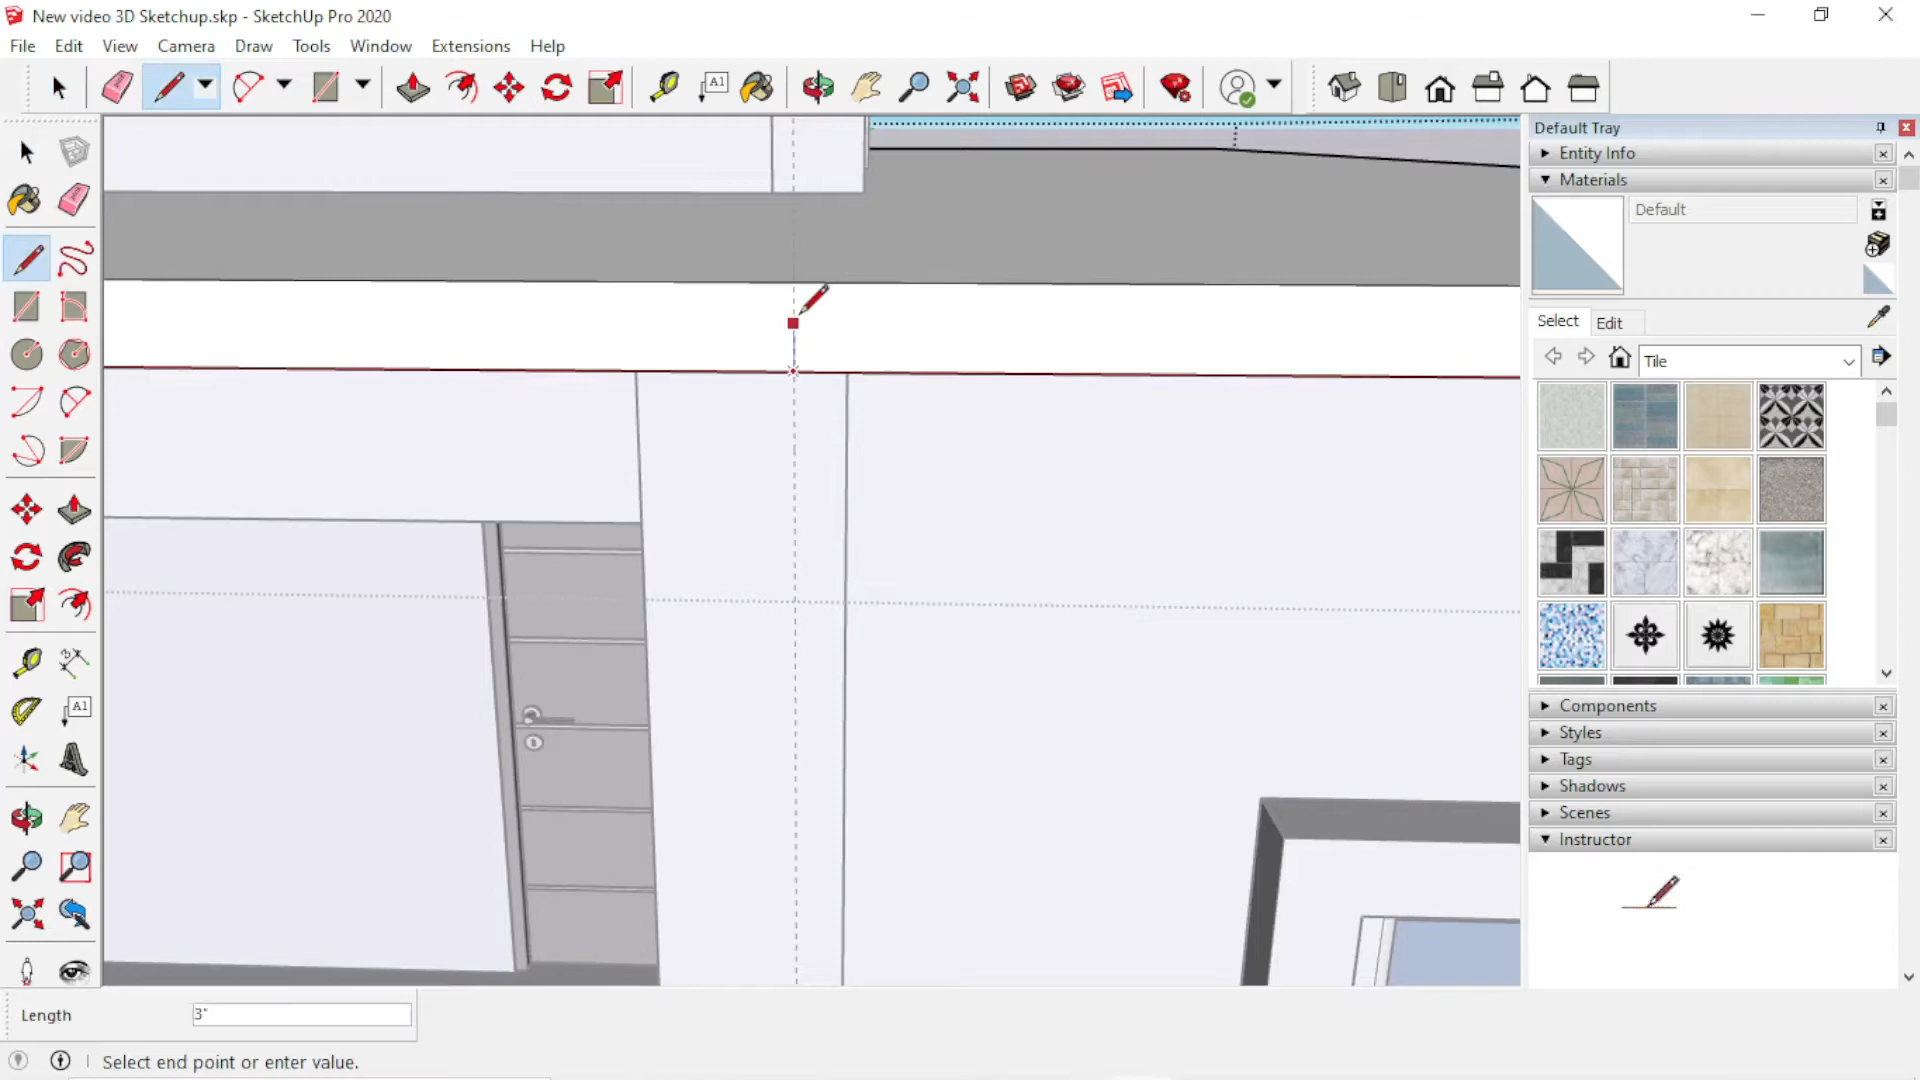 New video 3D Sketchup.skp - SketchUp Pro 2020
File Edit View Camera Draw Tools Window Extensions Help
A1
Default Tray
Entity Info
Materials
Default
Select Edit
Tile
A1
Components
Styles
Tags
Shadows
Scenes
Instructor
Length 3"
Select end point or enter value.